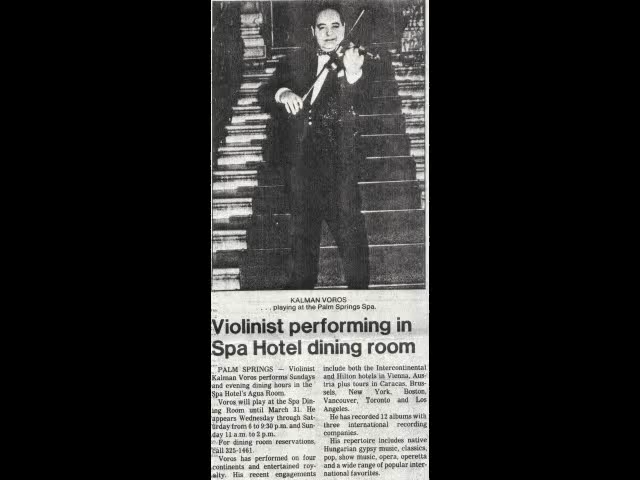 KALMAN VOROS
. . . playing at the Palm Springs Spa.
Violinist performing in
Spa Hotel dining room
PALM SPRINGS — Violinist
Kalman Voros performs Sundays
and evening dining hours in the
Spa Hotel's Agua Room.
Voros will play at the Spa Din-
ing Room until March 31. He
appears Wednesday through Sat-
urday from 6 to 9:30 p.m. and Sun-
day 11 a.m. to 2 p.m.
For dining room reservations,
call 325-1461.
Voros has performed on four
continents and entertained roy-
alty. His recent engagements
include both the Intercontinental
and Hilton hotels in Vienna, Aus-
tria plus tours in Caracas, Brus-
sels, New York, Boston,
Vancouver, Toronto and Los
Angeles.
He has recorded 12 albums with
three international recording
companies.
His repertoire includes native
Hungarian gypsy music, classics,
pop, show music, opera, operetta
and a wide range of popular inter-
national favorites.